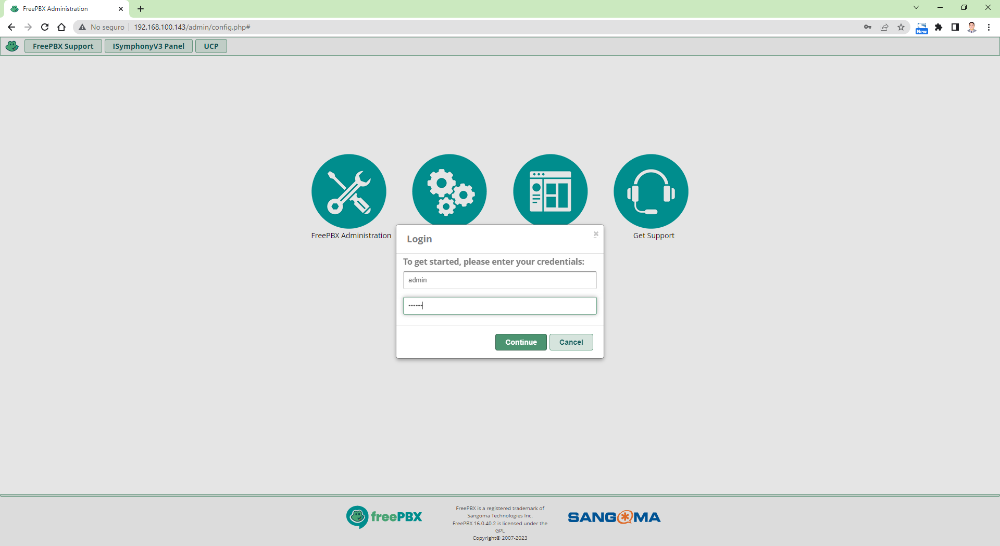 FreePBX Administration
No seguro
192.168.100.143/admin/config.php#
New
FreePBX Support
ISymphonyV3 Panel
UCP
FreePBX Administration
Get Support
Login
To get started, please enter your credentials:
admin
••••••
Continue
Cancel
freePBX
FreePBX is a registered trademark of
Sangoma Technologies Inc.
FreePBX 16.0.40.2 is licensed under the
GPL
Copyright© 2007-2023
SANGOMA